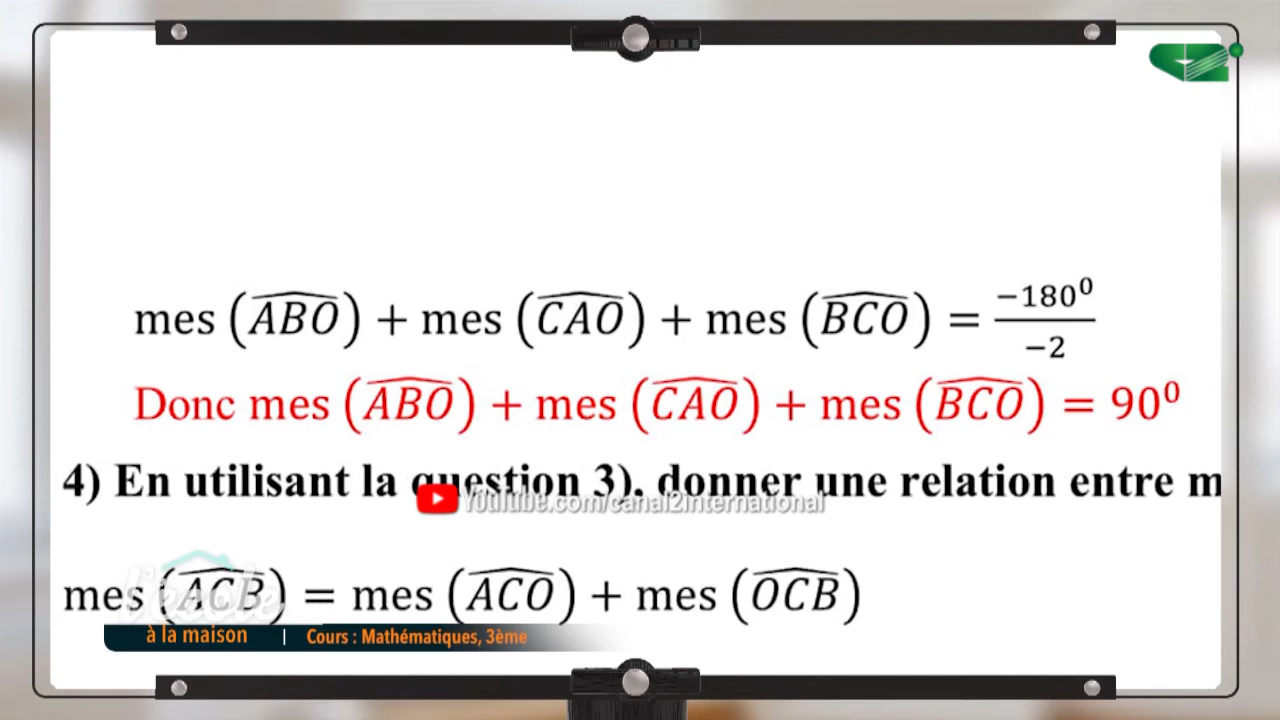 mes (ABO) + mes (CAO) + mes (BCO) = −180⁰/−2
Donc mes (ABO) + mes (CAO) + mes (BCO) = 90⁰
4) En utilisant la question 3), donner une relation entre m
Youtube.com/canal2international
mes (ACB) = mes (ACO) + mes (OCB)
l'école
à la maison | Cours : Mathématiques, 3ème